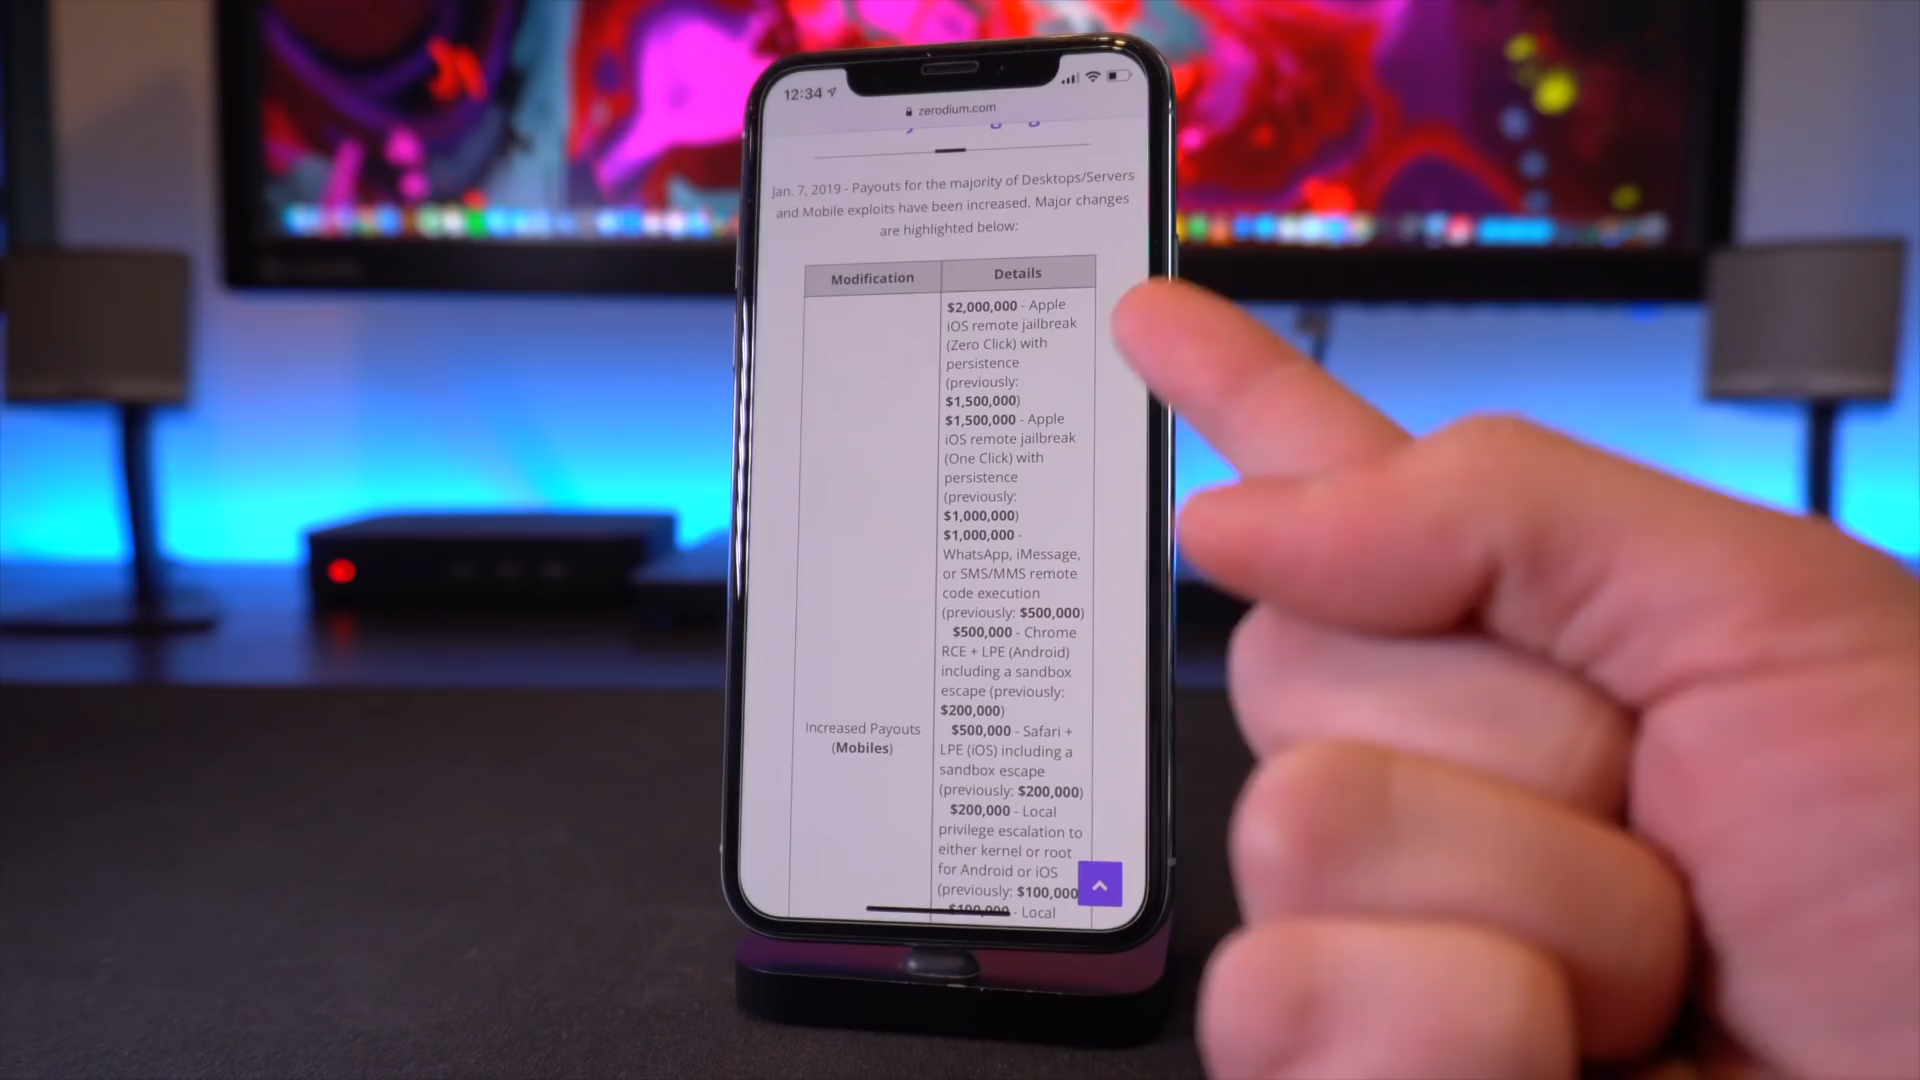 12:34
zerodium.com
Jan. 7, 2019 - Payouts for the majority of Desktops/Servers
and Mobile exploits have been increased. Major changes
are highlighted below:
Modification
Details
$2,000,000 - Apple
iOS remote jailbreak
(Zero Click) with
persistence
(previously:
$1,500,000)
$1,500,000 - Apple
iOS remote jailbreak
(One Click) with
persistence
(previously:
$1,000,000)
$1,000,000 -
WhatsApp, iMessage,
or SMS/MMS remote
code execution
(previously: $500,000)
$500,000 - Chrome
RCE + LPE (Android)
including a sandbox
escape (previously:
$200,000)
Increased Payouts
(Mobiles)
$500,000 - Safari +
LPE (iOS) including a
sandbox escape
(previously: $200,000)
$200,000 - Local
privilege escalation to
either kernel or root
for Android or iOS
(previously: $100,000
$100,000 - Local